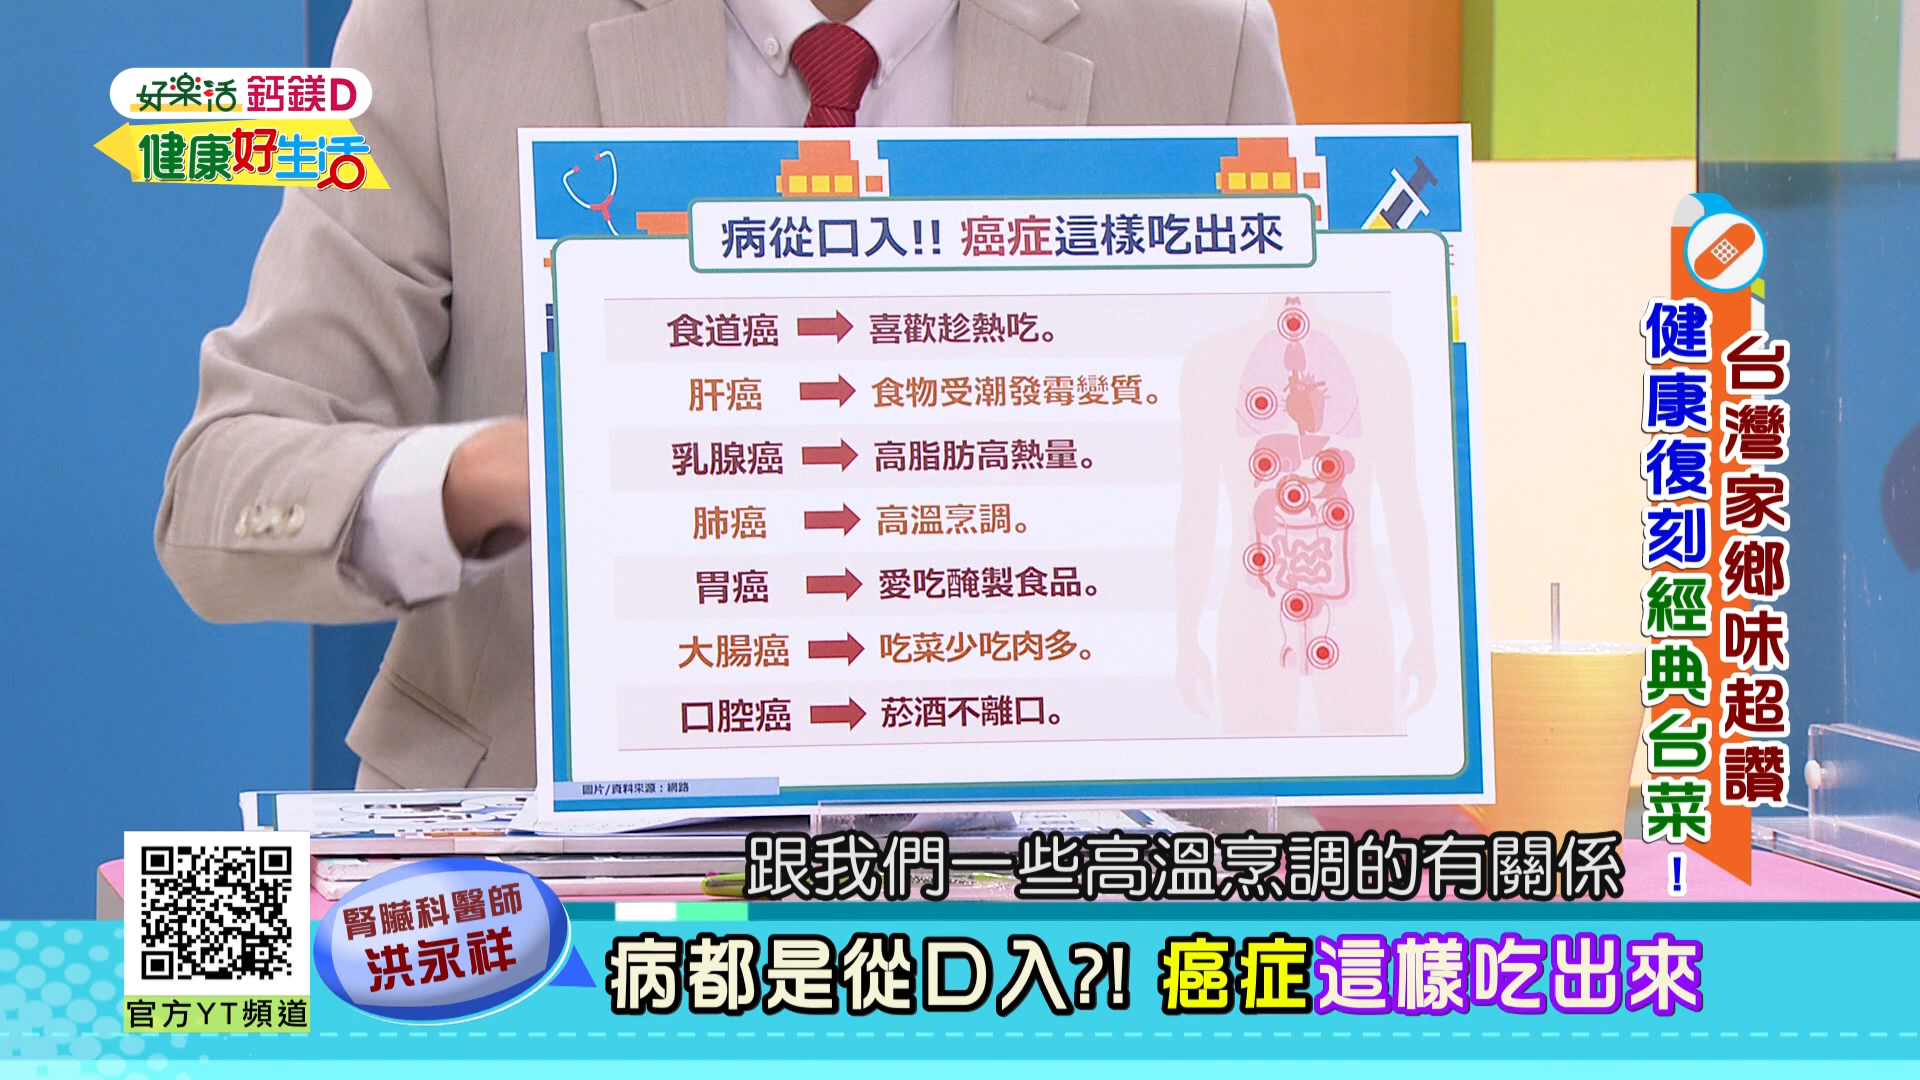 好樂活 鈣鎂D
健康好生活
病從口入!! 癌症這樣吃出來
食道癌 喜歡趁熱吃。
肝癌 食物受潮發霉變質。
乳腺癌 高脂肪高熱量。
肺癌 高溫烹調。
胃癌 愛吃醃製食品。
大腸癌 吃菜少吃肉多。
口腔癌 菸酒不離口。
圖片/資料來源：網路
台灣家鄉味超讚
健康復刻經典台菜！
跟我們一些高溫烹調的有關係
腎臟科醫師
洪永祥
病都是從口入?! 癌症這樣吃出來
官方YT頻道